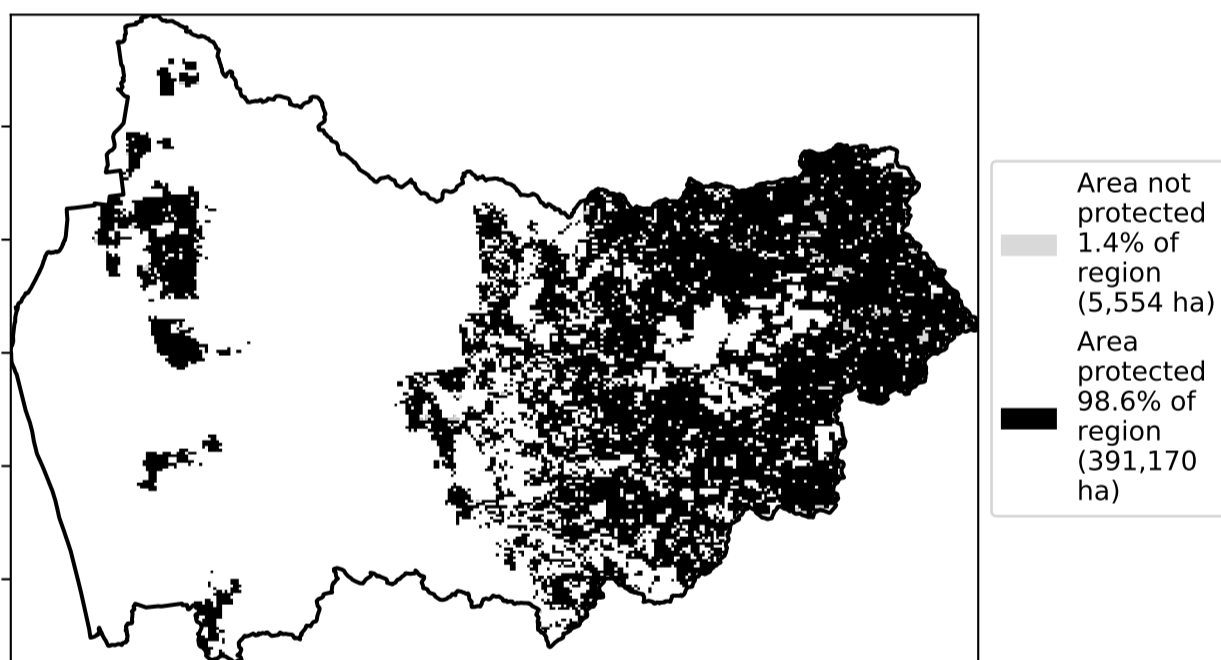 Area not
protected
1.4% of
region
(5,554 ha)
Area
protected
98.6% of
region
(391,170
ha)